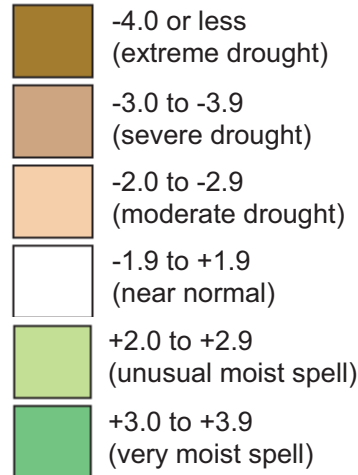 -4.0 or less
(extreme drought)
-3.0 to -3.9
(severe drought)
-2.0 to -2.9
(moderate drought)
-1.9 to +1.9
(near normal)
+2.0 to +2.9
(unusual moist spell)
+3.0 to +3.9
(very moist spell)